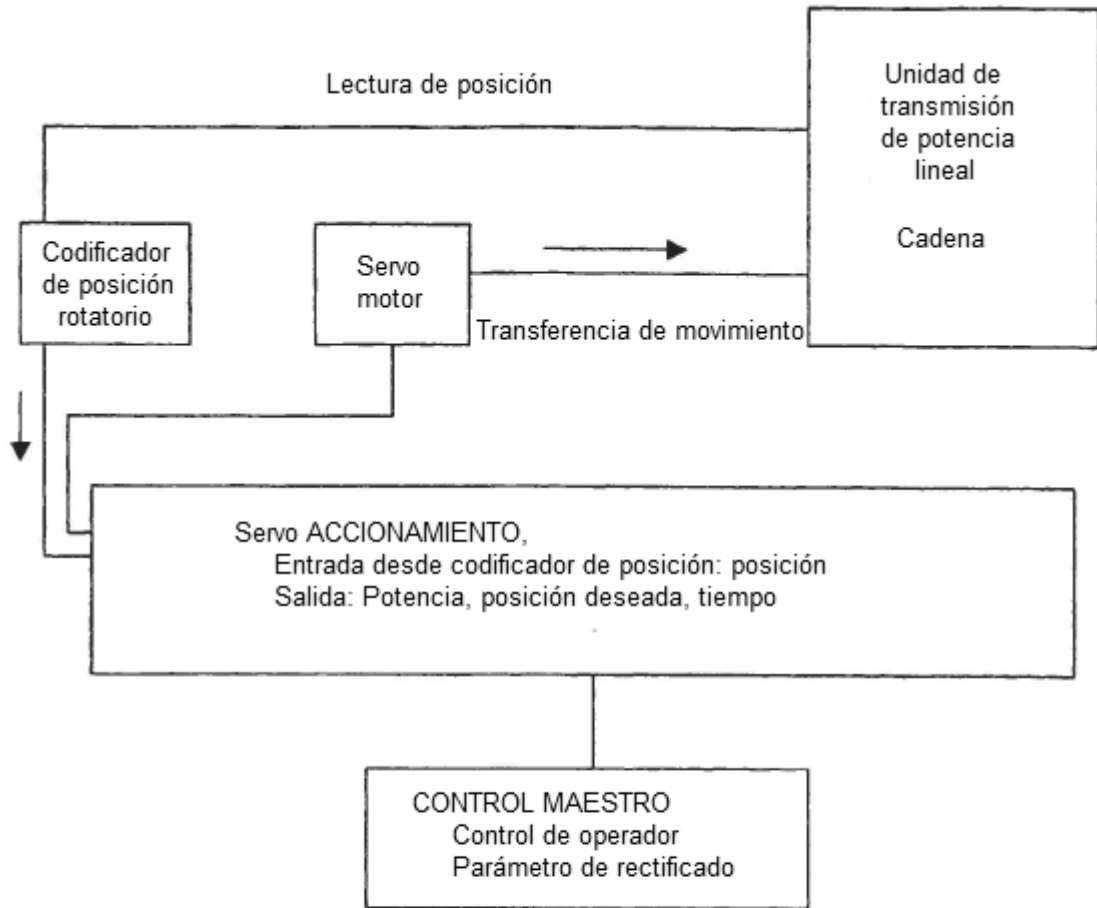 Lectura de posición
Unidad de
transmisión
de potencia
lineal
Cadena
Codificador
de posición
rotatorio
Servo
motor
Transferencia de movimiento
Servo ACCIONAMIENTO,
Entrada desde codificador de posición: posición
Salida: Potencia, posición deseada, tiempo
CONTROL MAESTRO
Control de operador
Parámetro de rectificado